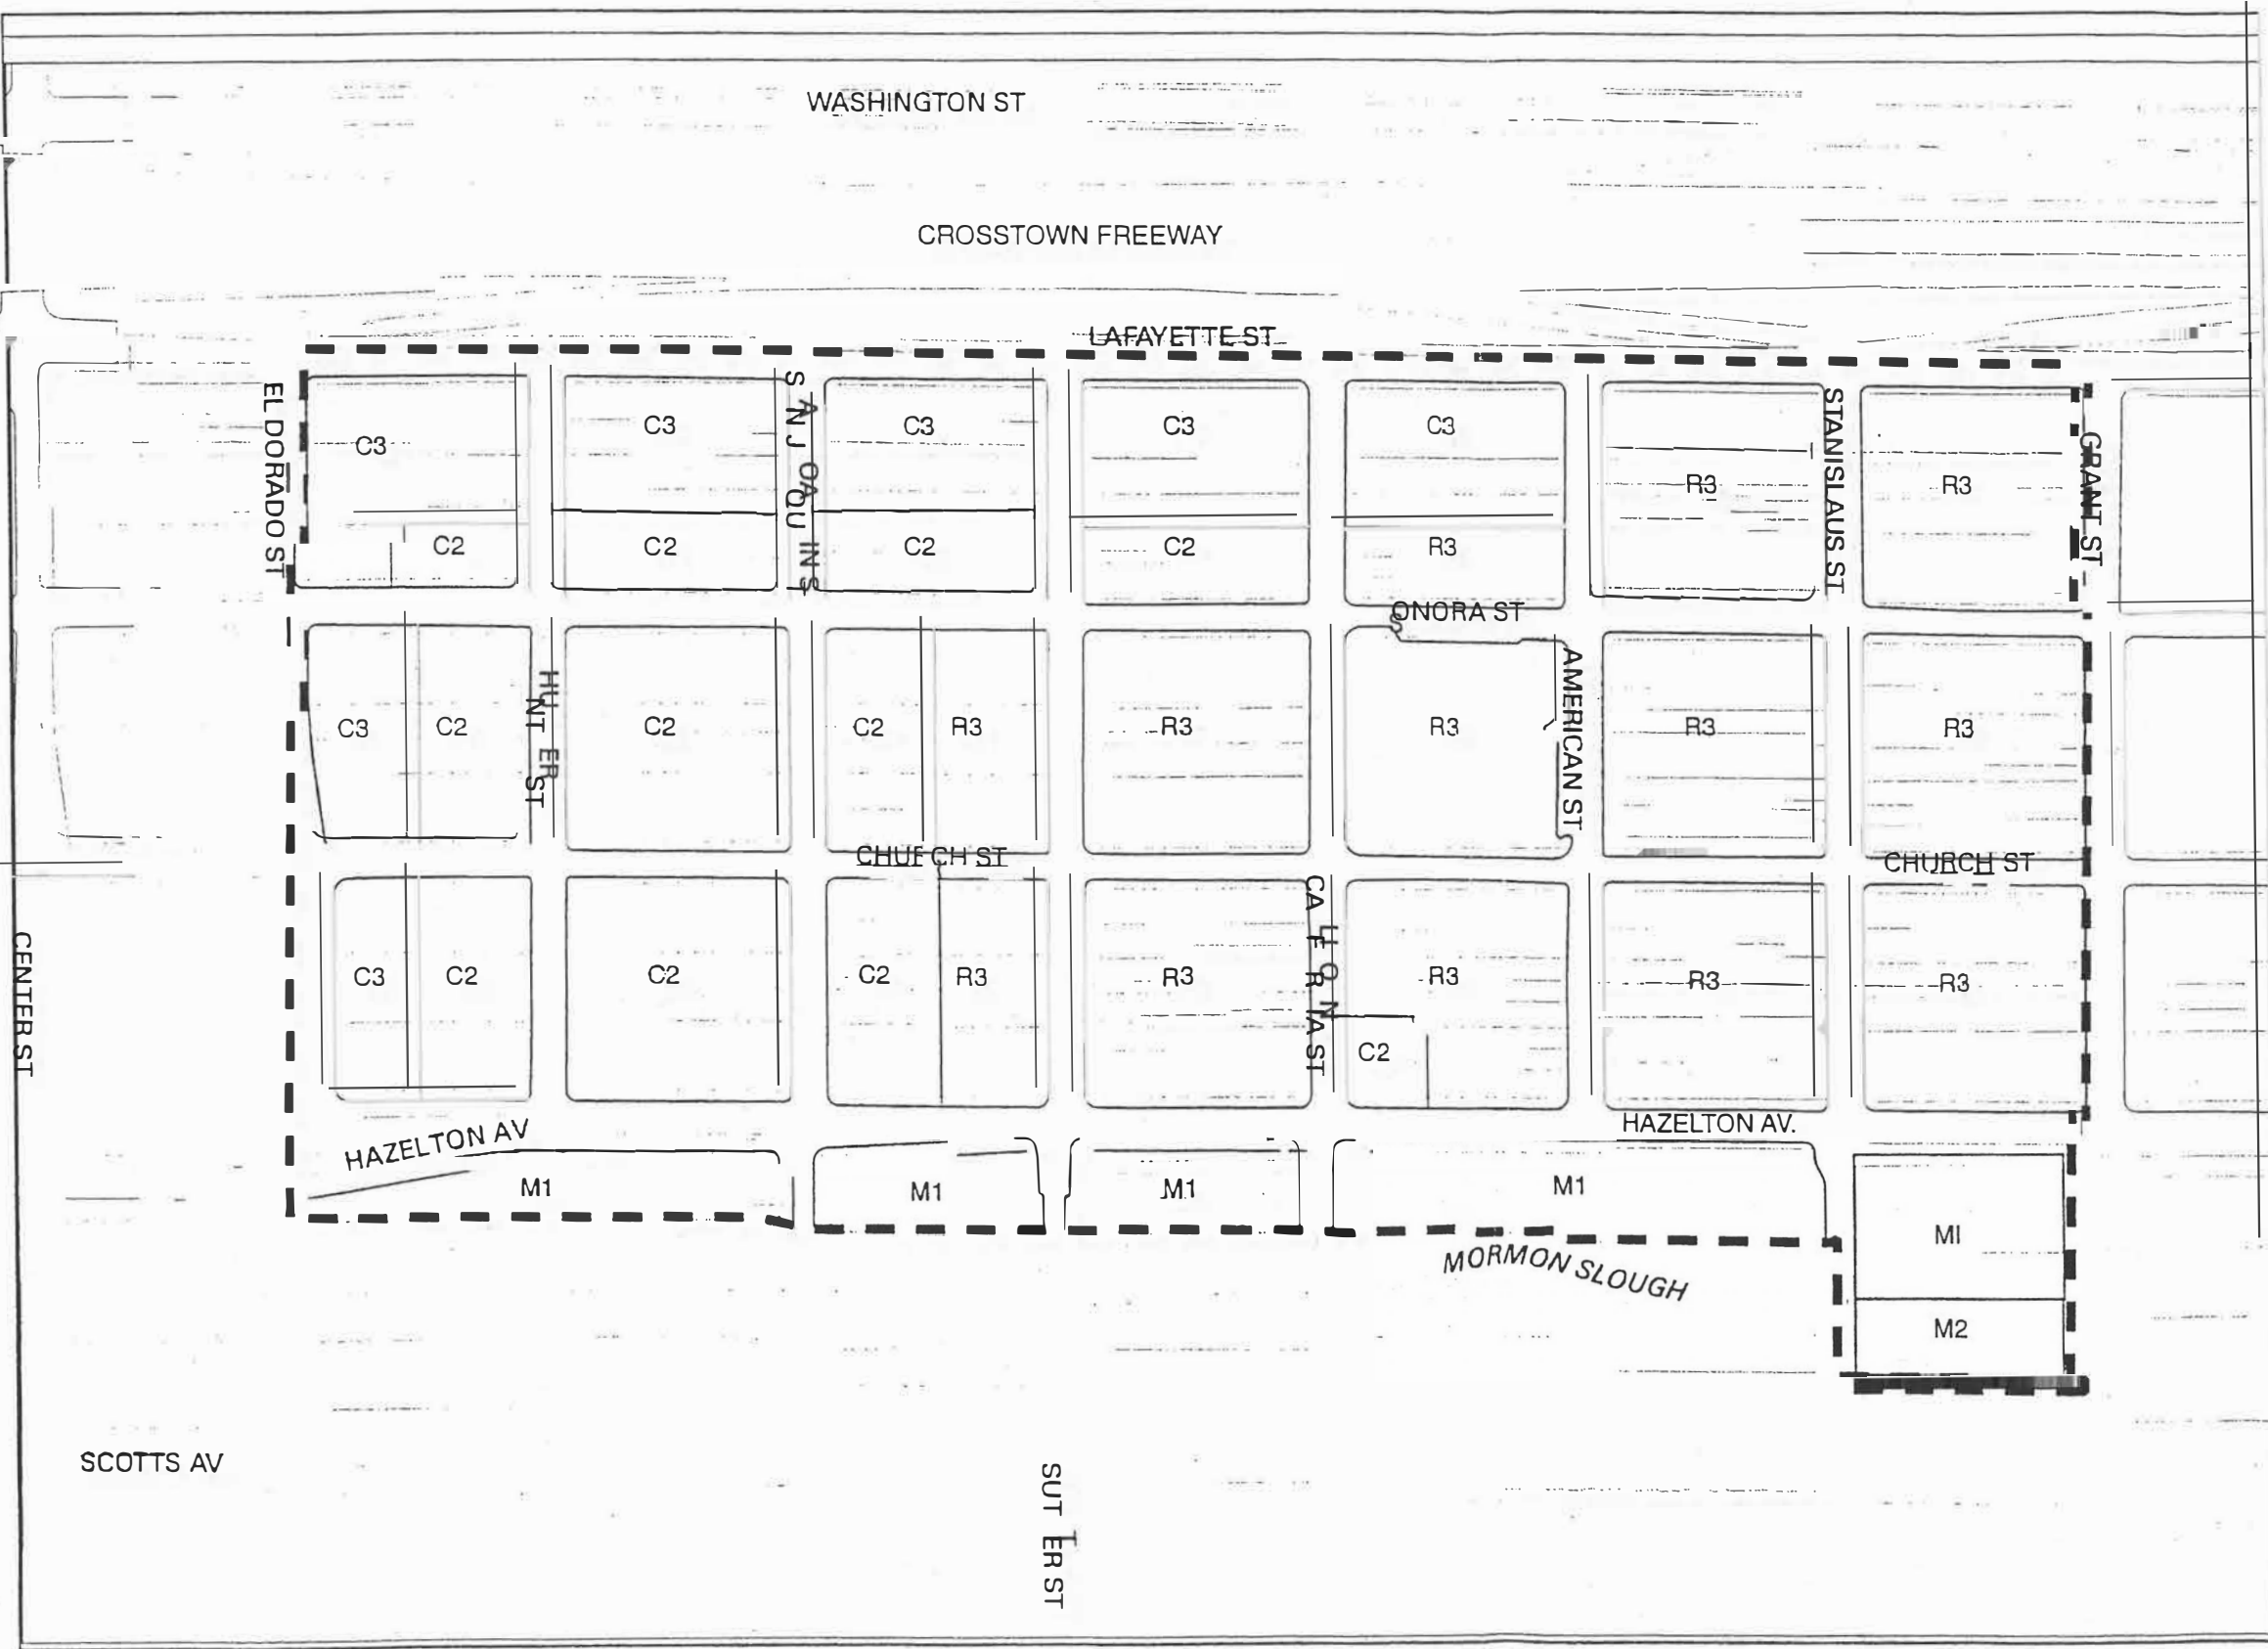 WASHINGTON ST
CROSSTOWN FREEWAY
LAFAYETTE ST
EL DORADO ST
SAN JOAQUIN ST
STANISLAUS ST
GRANT ST
C3
C3
C3
C3
C3
R3
R3
C2
C2
C2
C2
R3
SONORA ST
HUNTER ST
AMERICAN ST
C3
C2
C2
C2
R3
R3
R3
R3
R3
CHURCH ST
CHURCH ST
CENTER ST
CALIFORNIA ST
C3
C2
C2
C2
R3
R3
R3
R3
R3
C2
HAZELTON AV
HAZELTON AV.
M1
M1
M1
M1
MI
MORMON SLOUGH
M2
SCOTTS AV
SUTTER ST